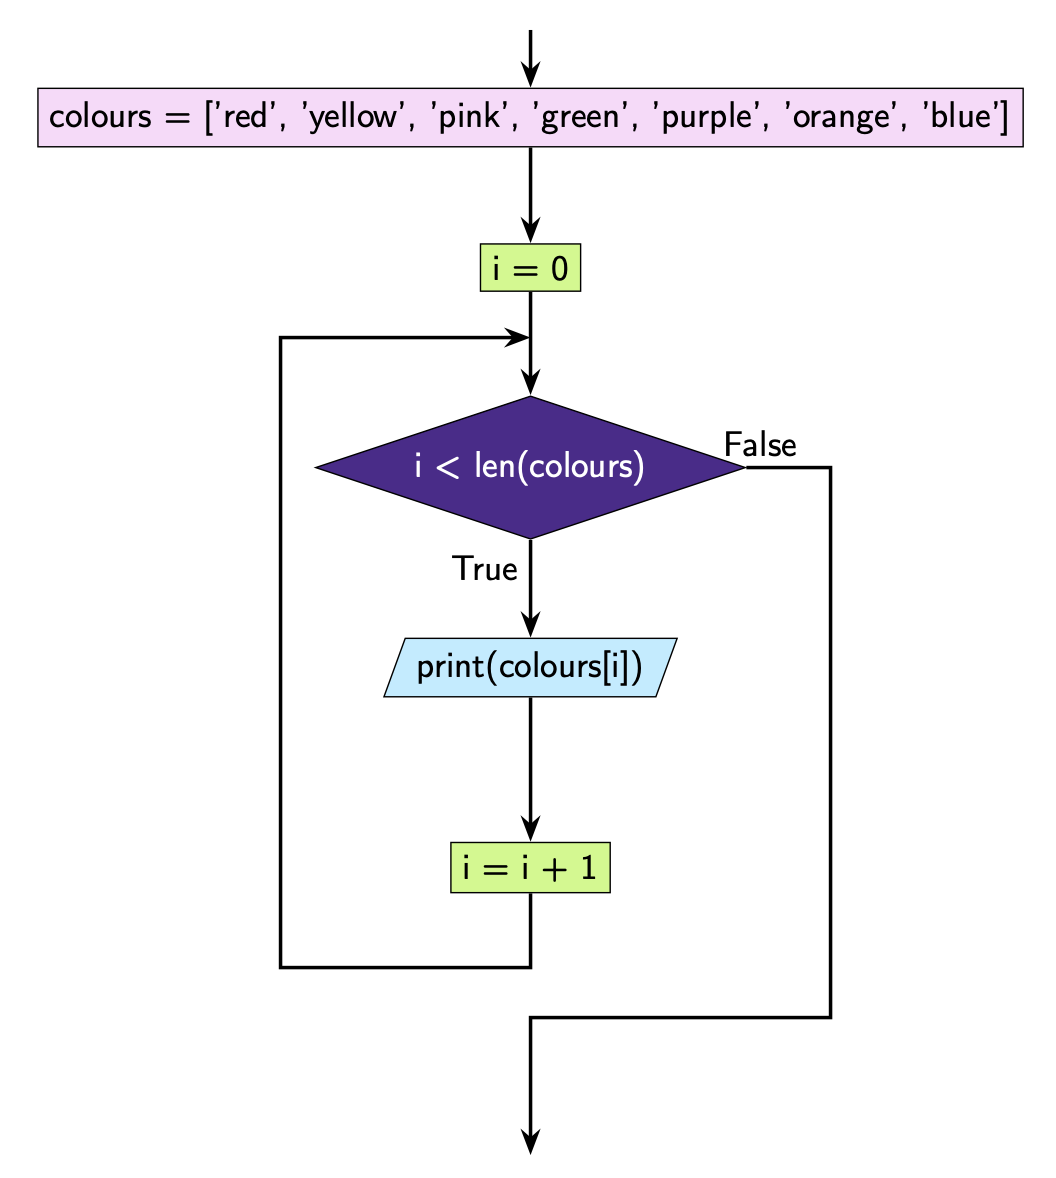 colours = ['red', 'yellow', 'pink', 'green', 'purple', 'orange', 'blue']
i = 0
False
i < len(colours)
True
print(colours[i])
i = i + 1